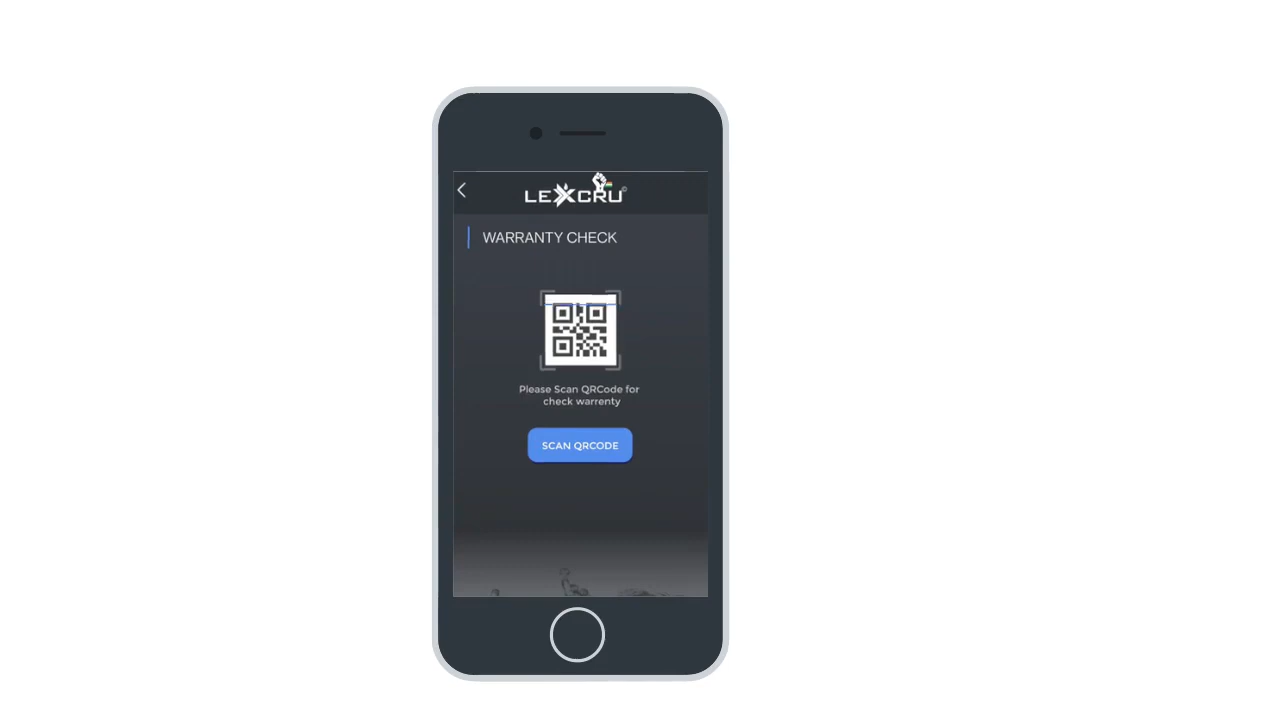 LEXCRU
WARRANTY CHECK
Please Scan QRCode for
check warrenty
SCAN QRCODE